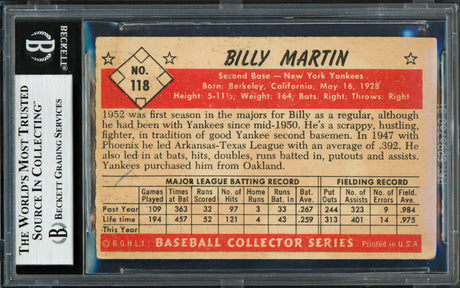 BECKETT
THE WORLD'S MOST TRUSTED
SOURCE IN COLLECTING
BECKETT GRADING SERVICES
NO.
118
BILLY MARTIN
Second Base — New York Yankees
Born: Berkeley, California, May 16, 1928
Height: 5-11½; Weight: 164; Bats: Right; Throws: Right
1952 was first season in the majors for Billy as a regular, although
he had been with Yankees since mid-1950. He's a scrappy, hustling,
fighter, in tradition of good Yankee second basemen. In 1947 with
Phoenix he led Arkansas-Texas League with an average of .392. He
also led in at bats, hits, doubles, runs batted in, putouts and assists.
Yankees purchased him from Oakland.
MAJOR LEAGUE BATTING RECORD FIELDING RECORD
Games Played Times at Bat Runs Scored No. of Hits No. of Home Runs Runs Bat. In Bat. Ave. Put Outs No. of Assists No. of Errors Field. Ave.
Past Year 109 363 32 97 3 33 .267 244 323 9 .984
Life time 194 457 52 121 4 43 .259 313 401 14 .975
This Year
© B.G.H.L.I. BASEBALL COLLECTOR SERIES Printed in U.S.A.